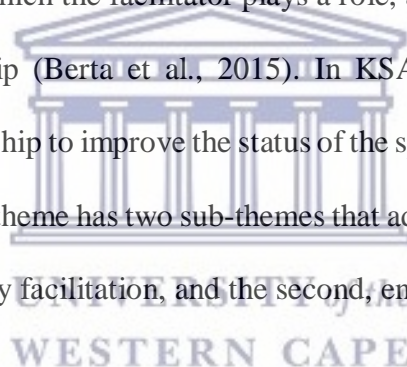 which the facilitator plays a role,
ip (Berta et al., 2015). In KSA
hip to improve the status of the s
heme has two sub-themes that ad
y facilitation, and the second, en
UNIVERSITY of the
WESTERN CAPE